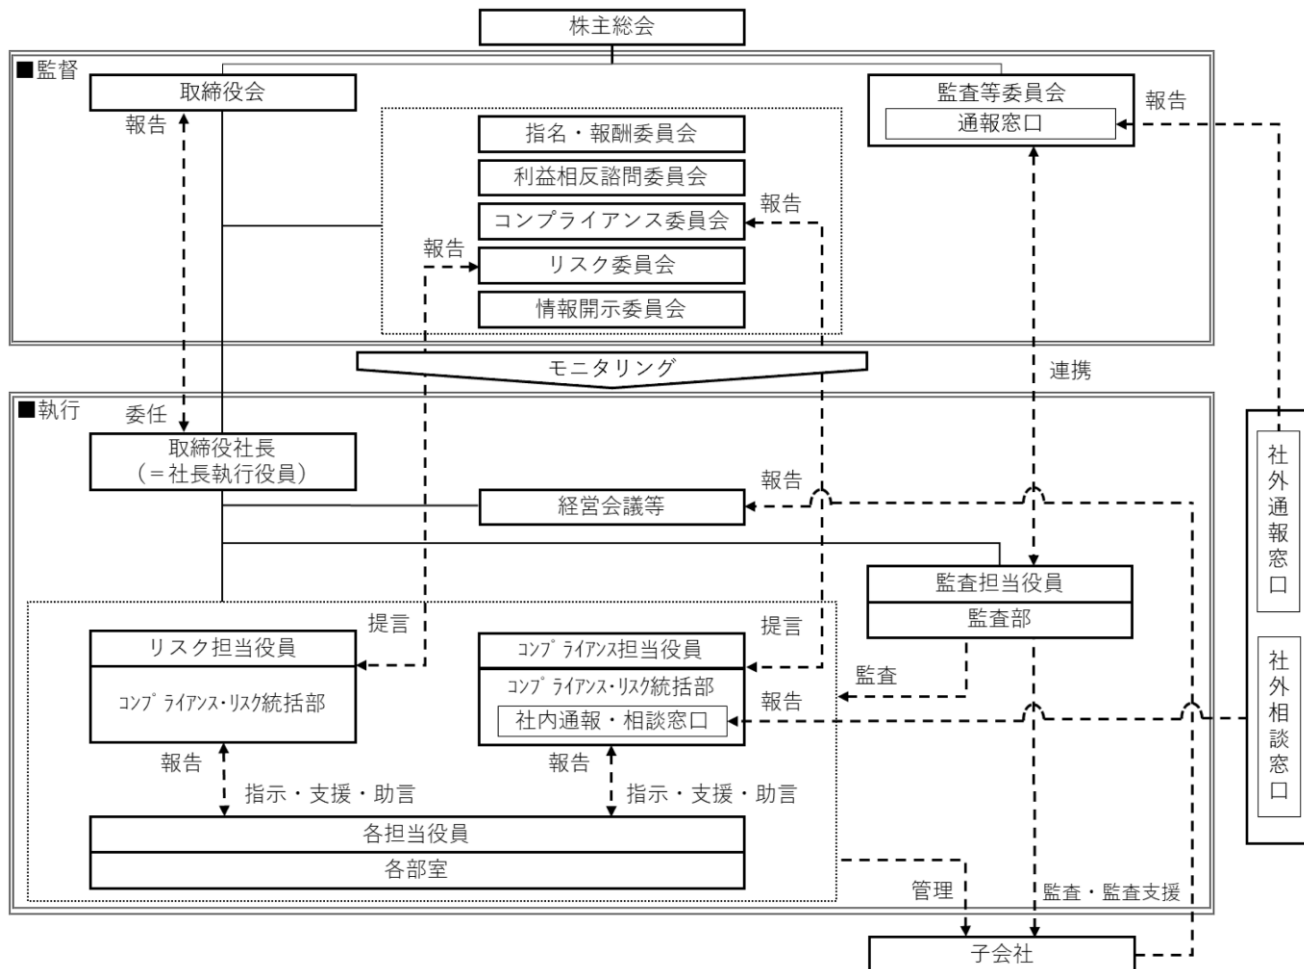 株主総会
■監督
取締役会
監査等委員会
通報窓口
報告
報告
指名・報酬委員会
利益相反諮問委員会
コンプライアンス委員会
報告
報告
リスク委員会
情報開示委員会
モニタリング
連携
■執行
委任
取締役社長
（＝社長執行役員）
経営会議等
報告
社外通報窓口
監査担当役員
監査部
提言
提言
リスク担当役員
コンプライアンス・リスク統括部
コンプライアンス担当役員
コンプライアンス・リスク統括部
社内通報・相談窓口
監査
報告
社外相談窓口
報告
指示・支援・助言
報告
指示・支援・助言
各担当役員
各部室
管理
監査・監査支援
子会社